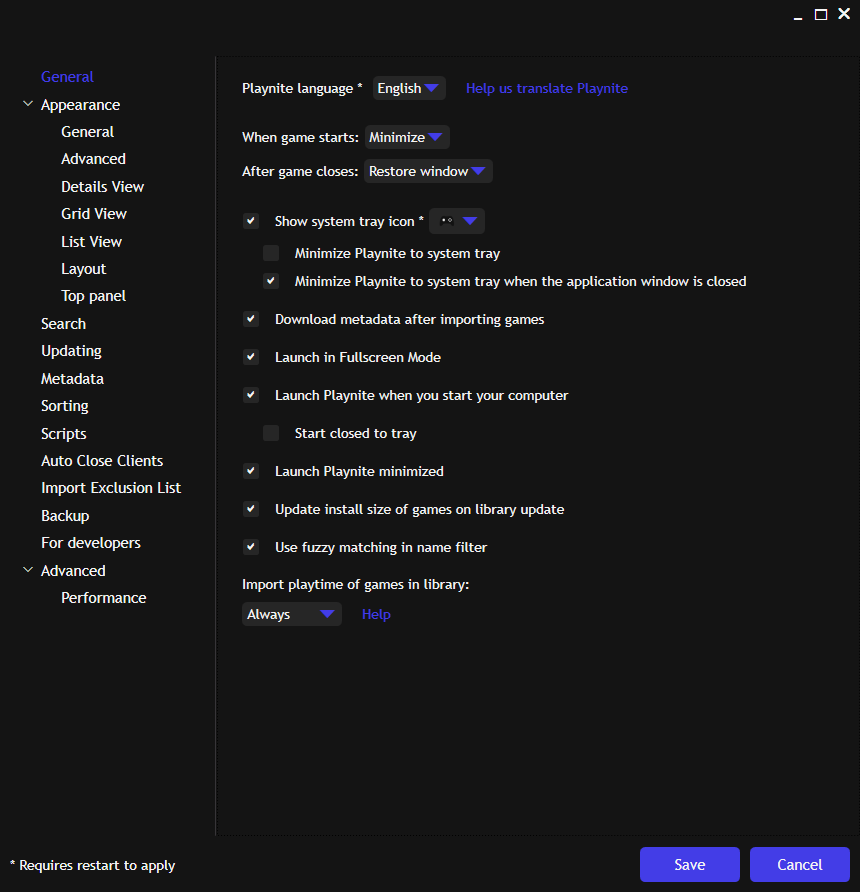 General
Appearance
General
Advanced
Details View
Grid View
List View
Layout
Top panel
Search
Updating
Metadata
Sorting
Scripts
Auto Close Clients
Import Exclusion List
Backup
For developers
Advanced
Performance
Playnite language * English Help us translate Playnite
When game starts: Minimize
After game closes: Restore window
Show system tray icon *
Minimize Playnite to system tray
Minimize Playnite to system tray when the application window is closed
Download metadata after importing games
Launch in Fullscreen Mode
Launch Playnite when you start your computer
Start closed to tray
Launch Playnite minimized
Update install size of games on library update
Use fuzzy matching in name filter
Import playtime of games in library:
Always Help
* Requires restart to apply
Save Cancel